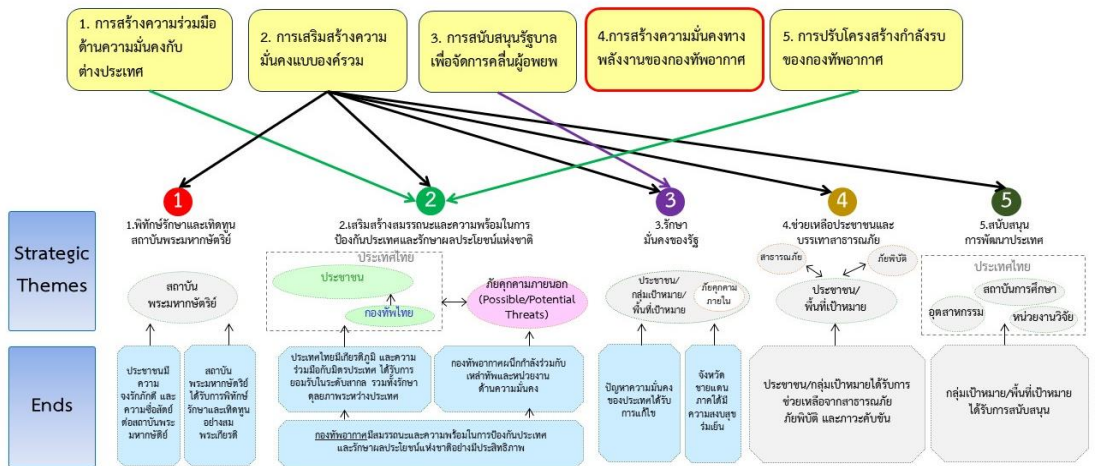 1. การสร้างความร่วมมือ
ด้านความมั่นคงกับ
ต่างประเทศ
2. การเสริมสร้างความ
มั่นคงแบบองค์รวม
3. การสนับสนุนรัฐบาล
เพื่อจัดการคลื่นผู้อพยพ
4.การสร้างความมั่นคงทาง
พลังงานของกองทัพอากาศ
5. การปรับโครงสร้างกำลังรบ
ของกองทัพอากาศ
Strategic
Themes
1
1.พิทักษ์รักษาและเทิดทูน
สถาบันพระมหากษัตริย์
2
2.เสริมสร้างสมรรถนะและความพร้อมในการ
ป้องกันประเทศและรักษาผลประโยชน์แห่งชาติ
3
3.รักษา
มั่นคงของรัฐ
4
4.ช่วยเหลือประชาชนและ
บรรเทาสาธารณภัย
5
5.สนับสนุน
การพัฒนาประเทศ
สถาบัน
พระมหากษัตริย์
ประเทศไทย
ประชาชน
กองทัพไทย
ภัยคุกคามภายนอก
(Possible/Potential
Threats)
ประชาชน/
กลุ่มเป้าหมาย/
พื้นที่เป้าหมาย
ภัยคุกคาม
ภายใน
สาธารณภัย
ภัยพิบัติ
ประชาชน/
พื้นที่เป้าหมาย
ประเทศไทย
สถาบันการศึกษา
อุตสาหกรรม
หน่วยงานวิจัย
Ends
ประชาชนมี
ความ
จงรักภักดี และ
ความซื่อสัตย์
ต่อสถาบันพระ
มหากษัตริย์
สถาบัน
พระมหากษัตริย์
ได้รับการพิทักษ์
รักษาและเทิดทูน
อย่างสม
พระเกียรติ
ประเทศไทยมีเกียรติภูมิ และความ
ร่วมมือกับมิตรประเทศ ได้รับการ
ยอมรับในระดับสากล รวมทั้งรักษา
ดุลยภาพระหว่างประเทศ
กองทัพอากาศผนึกกำลังร่วมกับ
เหล่าทัพและหน่วยงาน
ด้านความมั่นคง
กองทัพอากาศมีสมรรถนะและความพร้อมในการป้องกันประเทศ
และรักษาผลประโยชน์แห่งชาติอย่างมีประสิทธิภาพ
ปัญหาความมั่นคง
ของประเทศได้รับ
การแก้ไข
จังหวัด
ชายแดน
ภาคใต้มี
ความสงบสุข
ร่มเย็น
ประชาชน/กลุ่มเป้าหมายได้รับการ
ช่วยเหลือจากสาธารณภัย
ภัยพิบัติ และภาวะคับขัน
กลุ่มเป้าหมาย/พื้นที่เป้าหมาย
ได้รับการสนับสนุน